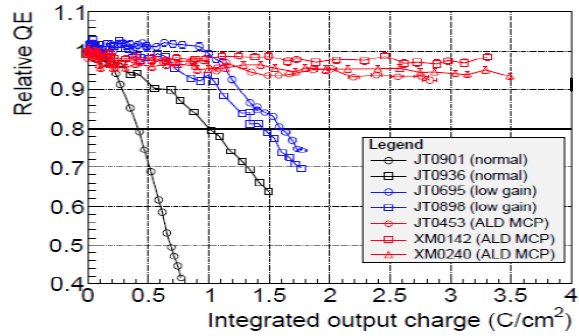 1.1
1
0.9
0.8
0.7
0.6
0.5
0.4
Relative QE
Legend
JT0901 (normal)
JT0936 (normal)
JT0695 (low gain)
JT0898 (low gain)
JT0453 (ALD MCP)
XM0142 (ALD MCP)
XM0240 (ALD MCP)
0 0.5 1 1.5 2 2.5 3 3.5 4
Integrated output charge (C/cm²)